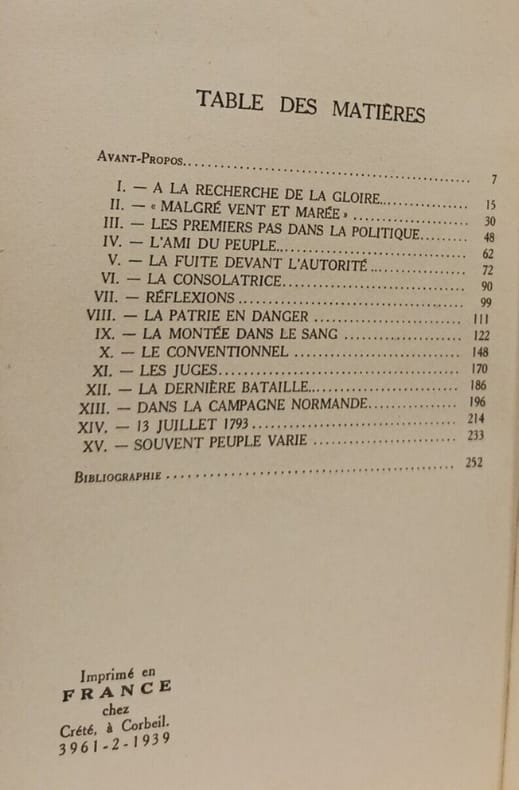 TABLE DES MATIÈRES
AVANT-PROPOS........ 7
I. — A LA RECHERCHE DE LA GLOIRE........ 15
II. — « MALGRÉ VENT ET MARÉE » ........ 30
III. — LES PREMIERS PAS DANS LA POLITIQUE........ 48
IV. — L'AMI DU PEUPLE........ 62
V. — LA FUITE DEVANT L'AUTORITÉ ........ 72
VI. — LA CONSOLATRICE........ 90
VII. — RÉFLEXIONS ........ 99
VIII. — LA PATRIE EN DANGER ........ 111
IX. — LA MONTÉE DANS LE SANG ........ 122
X. — LE CONVENTIONNEL ........ 148
XI. — LES JUGES........ 170
XII. — LA DERNIÈRE BATAILLE........ 186
XIII. — DANS LA CAMPAGNE NORMANDE........ 196
XIV. — 13 JUILLET 1793........ 214
XV. — SOUVENT PEUPLE VARIE ........ 233
BIBLIOGRAPHIE ........ 252
Imprimé en
FRANCE
chez
Crété, à Corbeil.
3961-2-1939